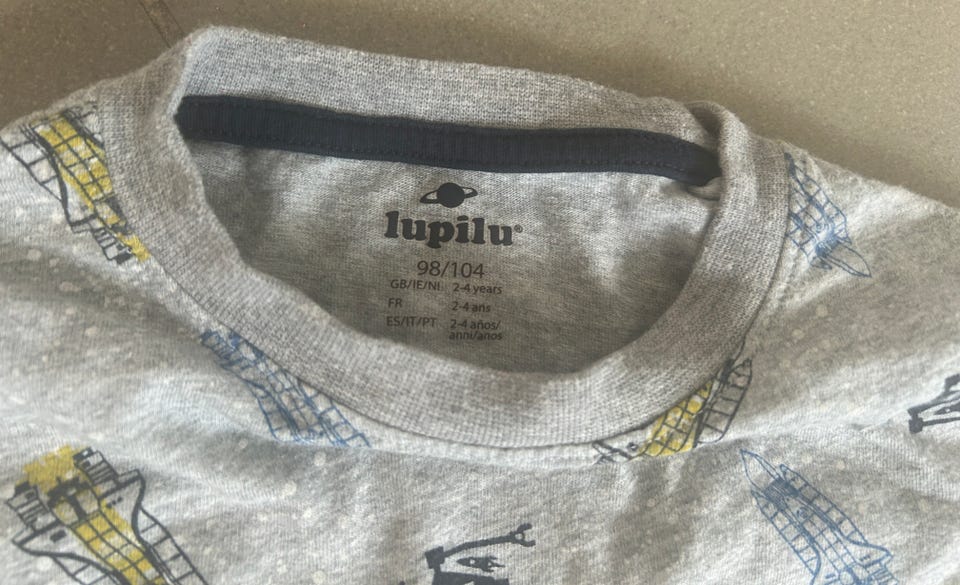 lupilu®
98/104
GB/IE/NI 2-4 years
FR 2-4 ans
ES/IT/PT 2-4 años/
anni/anos